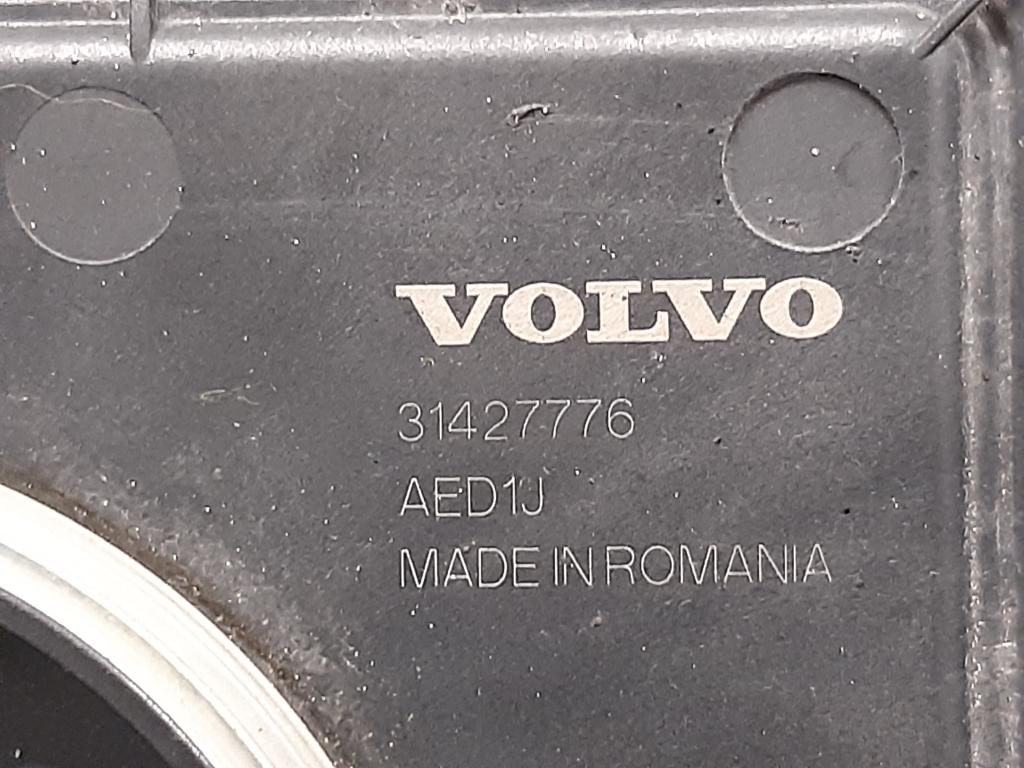 VOLVO
31427776
AED1J
MADE IN ROMANIA